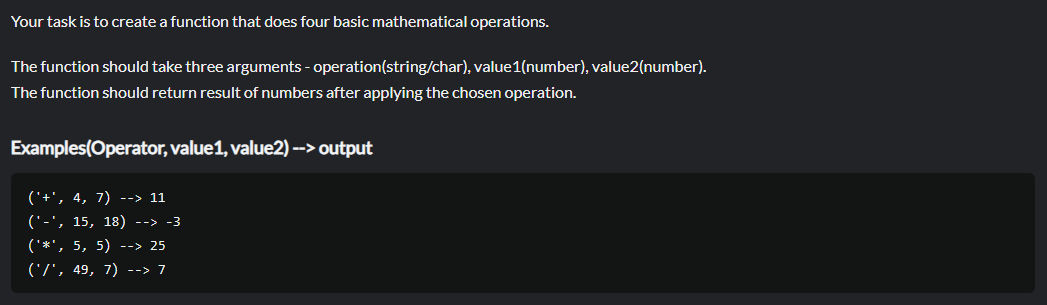 Your task is to create a function that does four basic mathematical operations.
The function should take three arguments - operation(string/char), value1(number), value2(number).
The function should return result of numbers after applying the chosen operation.
Examples(Operator, value1, value2) --> output
('+', 4, 7) --> 11
('-', 15, 18) --> -3
('*', 5, 5) --> 25
('/', 49, 7) --> 7